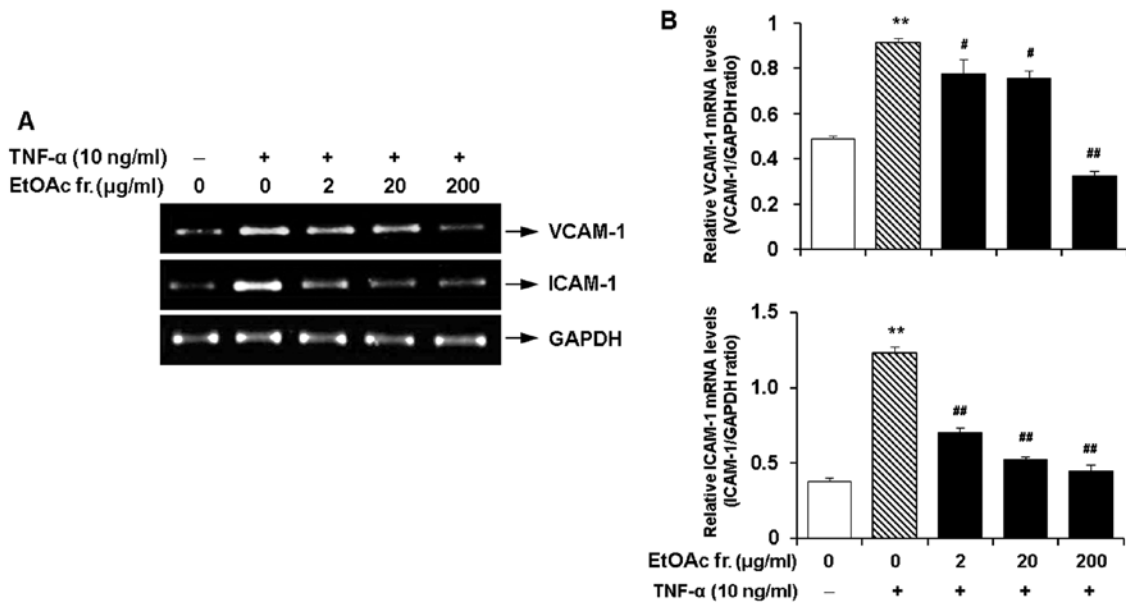 A
TNF-α (10 ng/ml) – + + + +
EtOAc fr. (μg/ml) 0 0 2 20 200
VCAM-1
ICAM-1
GAPDH
B
Relative VCAM-1 mRNA levels
(VCAM-1/GAPDH ratio)
1
0.8
0.6
0.4
0.2
0
**
#
#
##
Relative ICAM-1 mRNA levels
(ICAM-1/GAPDH ratio)
1.5
1.0
0.5
0
**
##
##
##
EtOAc fr. (μg/ml) 0 0 2 20 200
TNF-α (10 ng/ml) – + + + +